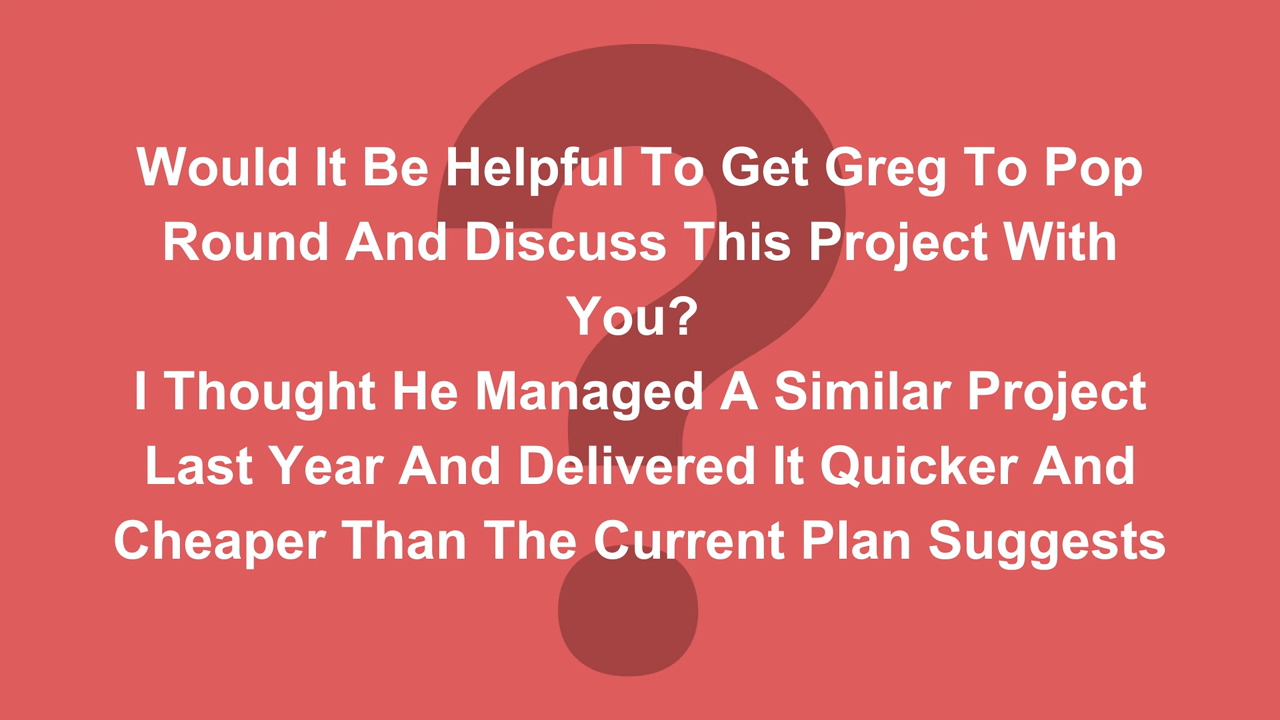 Would It Be Helpful To Get Greg To Pop
Round And Discuss This Project With
You?
I Thought He Managed A Similar Project
Last Year And Delivered It Quicker And
Cheaper Than The Current Plan Suggests